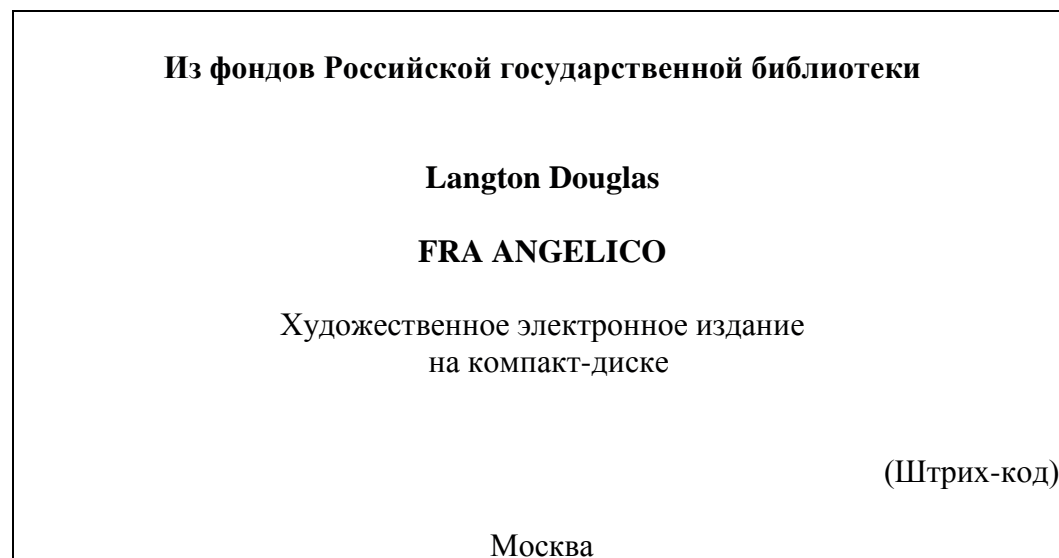 Из фондов Российской государственной библиотеки
Langton Douglas
FRA ANGELICO
Художественное электронное издание
на компакт-диске
(Штрих-код)
Москва